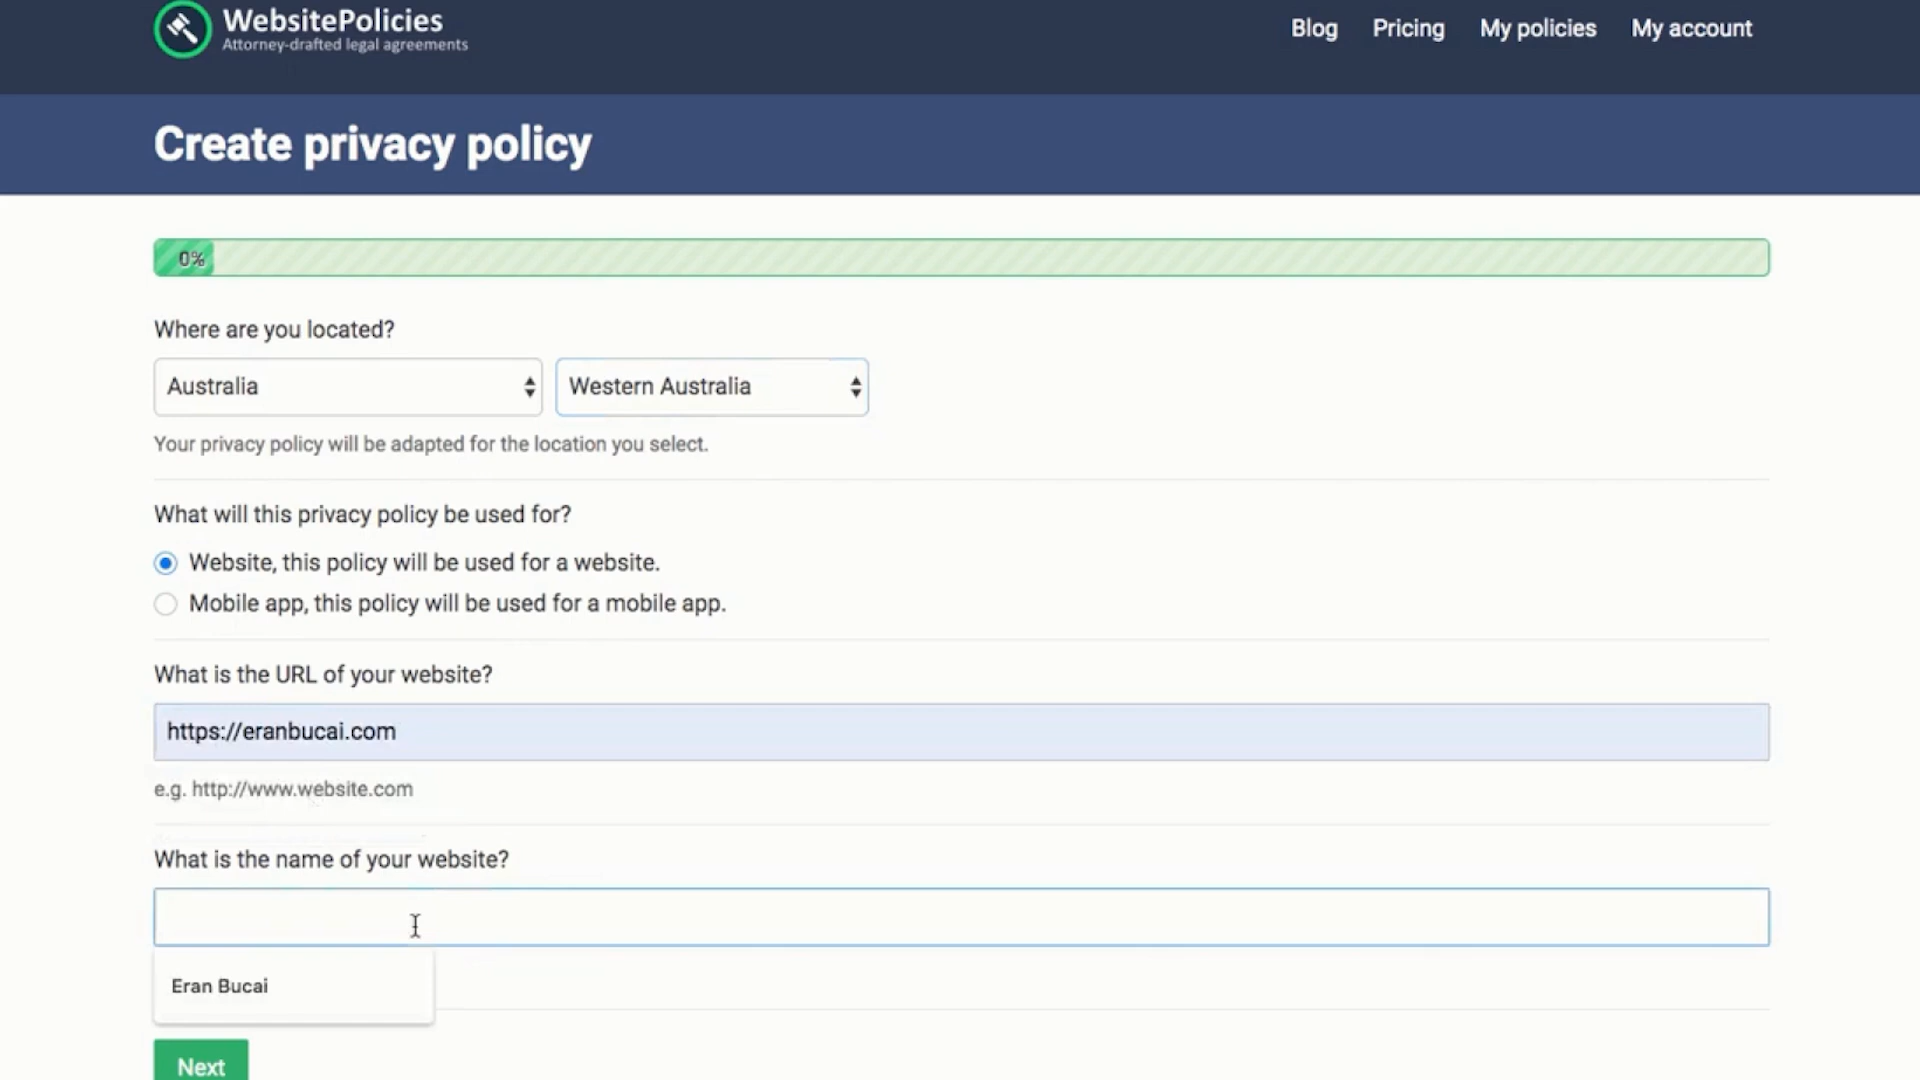 WebsitePolicies
Attorney-drafted legal agreements
Blog Pricing My policies My account
Create privacy policy
0%
Where are you located?
Australia Western Australia
Your privacy policy will be adapted for the location you select.
What will this privacy policy be used for?
Website, this policy will be used for a website.
Mobile app, this policy will be used for a mobile app.
What is the URL of your website?
https://eranbucai.com
e.g. http://www.website.com
What is the name of your website?
Eran Bucai
Next